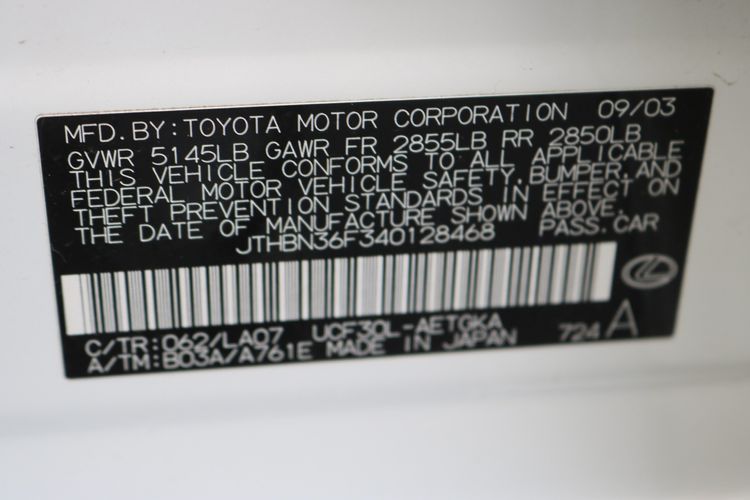 MFD.BY:TOYOTA MOTOR CORPORATION 09/03
GVWR 5145LB GAWR FR 2855LB RR 2850LB
THIS VEHICLE CONFORMS TO ALL APPLICABLE
FEDERAL MOTOR VEHICLE SAFETY,BUMPER,AND
THEFT PREVENTION STANDARDS IN EFFECT ON
THE DATE OF MANUFACTURE SHOWN ABOVE.
JTHBN36F340128468 PASS.CAR
C/TR:062/LA07 UCF30L-AETGKA 724 A
A/TM:B03A/A761E MADE IN JAPAN